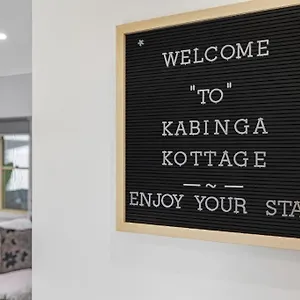 WELCOME
"TO"
KABINGA
KOTTAGE
— ~ —
ENJOY YOUR STA